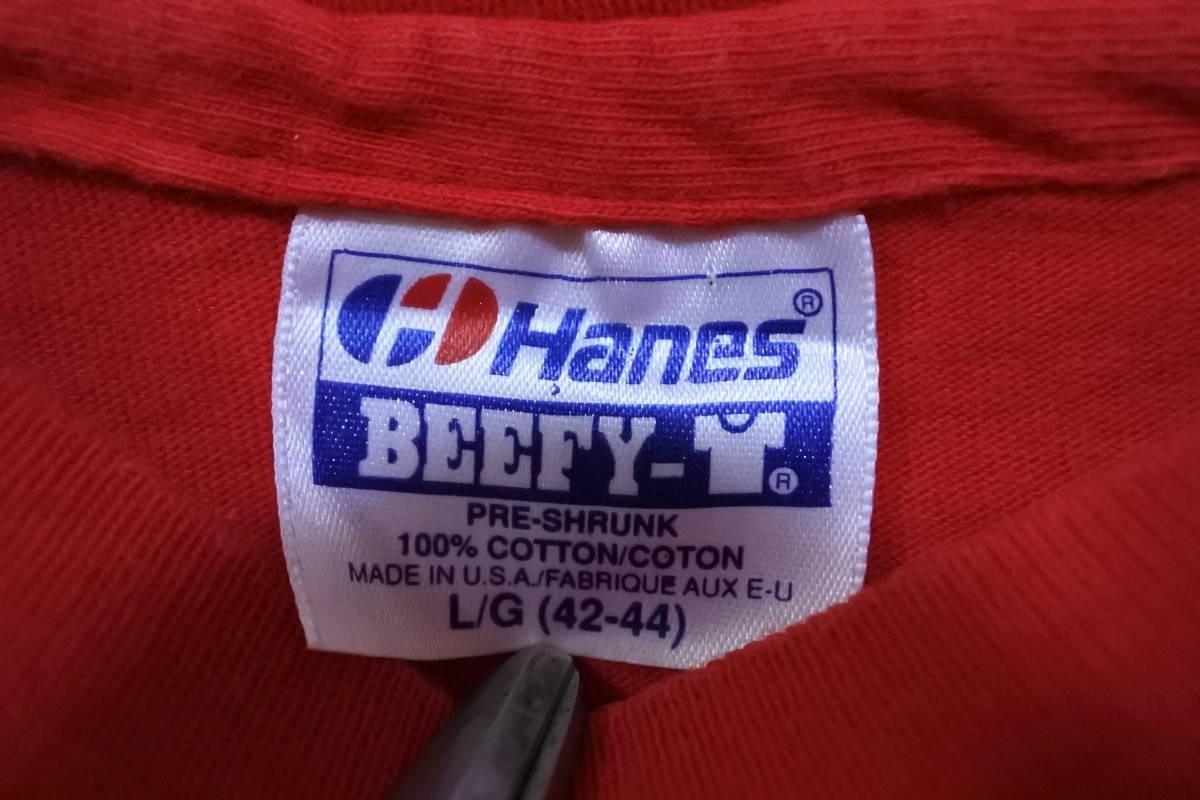 Hanes®
BEEFY-T®
PRE-SHRUNK
100% COTTON/COTON
MADE IN U.S.A./FABRIQUE AUX E-U
L/G (42-44)